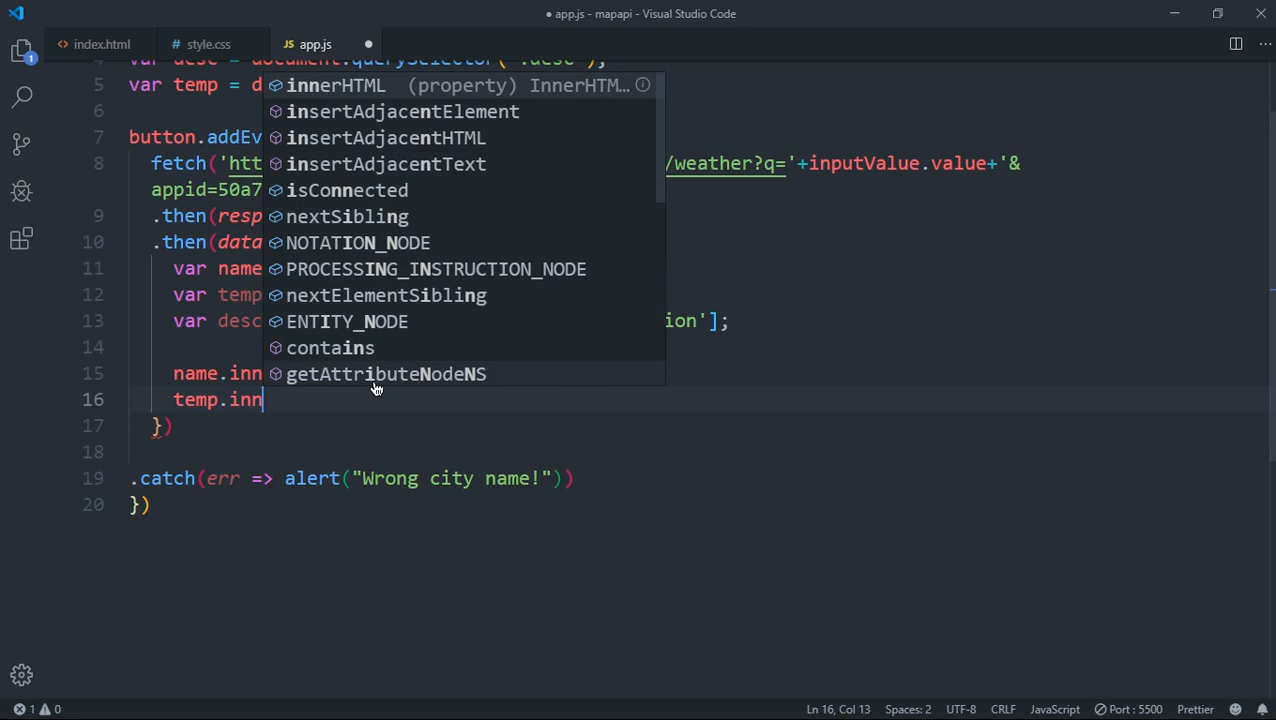 ● app.js - mapapi - Visual Studio Code
<> index.html # style.css JS app.js ●
5 var temp = d
6
7 button.addEv
8 fetch('htt /weather?q='+inputValue.value+'&
appid=50a7
9 .then(resp
10 .then(data
11 var name
12 var temp
13 var desc ion'];
14
15 name.inn
16 temp.inn
17 })
18
19 .catch(err => alert("Wrong city name!"))
20 })
innerHTML (property) InnerHTM…
insertAdjacentElement
insertAdjacentHTML
insertAdjacentText
isConnected
nextSibling
NOTATION_NODE
PROCESSING_INSTRUCTION_NODE
nextElementSibling
ENTITY_NODE
contains
getAttributeNodeNS
1
1 0 Ln 16, Col 13 Spaces: 2 UTF-8 CRLF JavaScript Port : 5500 Prettier